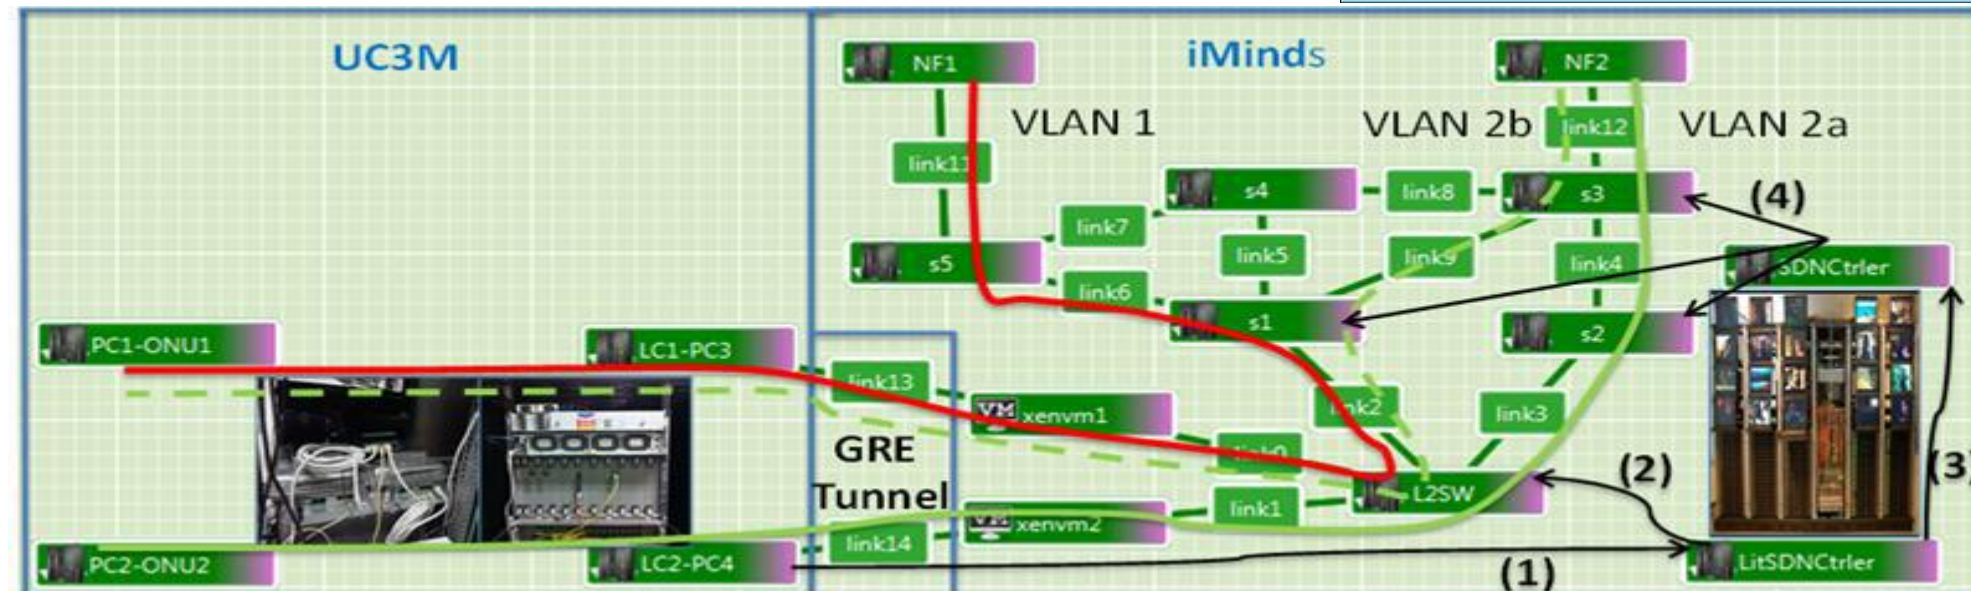 UC3M
iMinds
NF1
NF2
VLAN 1
VLAN 2b
link12
VLAN 2a
link11
s4
link8
s3
(4)
link7
s5
link5
link9
link4
SDNCtrler
link6
s1
s2
PC1-ONU1
LC1-PC3
link13
xenvm1
link2
link3
GRE
Tunnel
link0
L2SW
(2)
(3)
link1
xenvm2
link14
PC2-ONU2
LC2-PC4
(1)
LitSDNCtrler